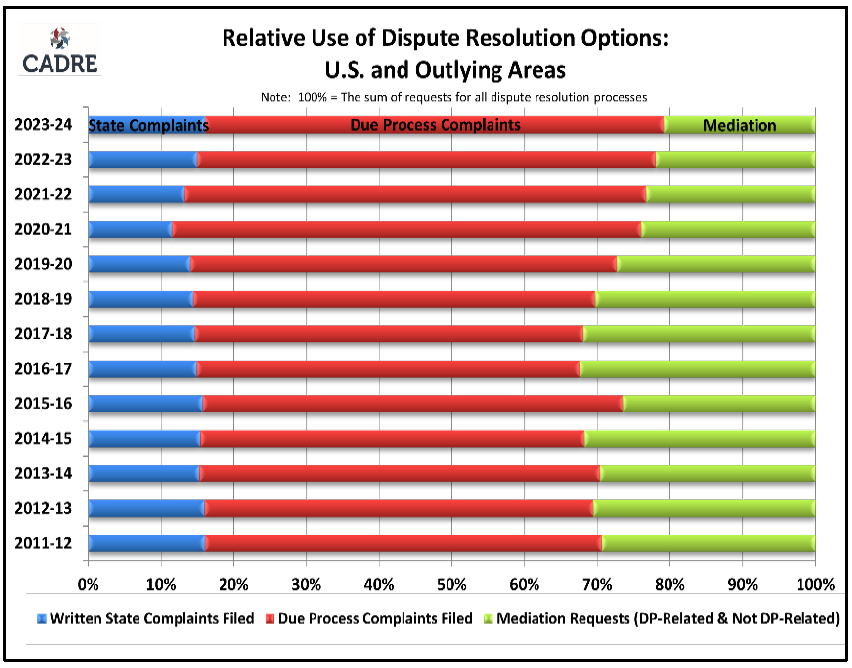 CADRE
Relative Use of Dispute Resolution Options:
U.S. and Outlying Areas
Note: 100% = The sum of requests for all dispute resolution processes
2023-24 State Complaints Due Process Complaints Mediation
2022-23
2021-22
2020-21
2019-20
2018-19
2017-18
2016-17
2015-16
2014-15
2013-14
2012-13
2011-12
0% 10% 20% 30% 40% 50% 60% 70% 80% 90% 100%
Written State Complaints Filed Due Process Complaints Filed Mediation Requests (DP-Related & Not DP-Related)